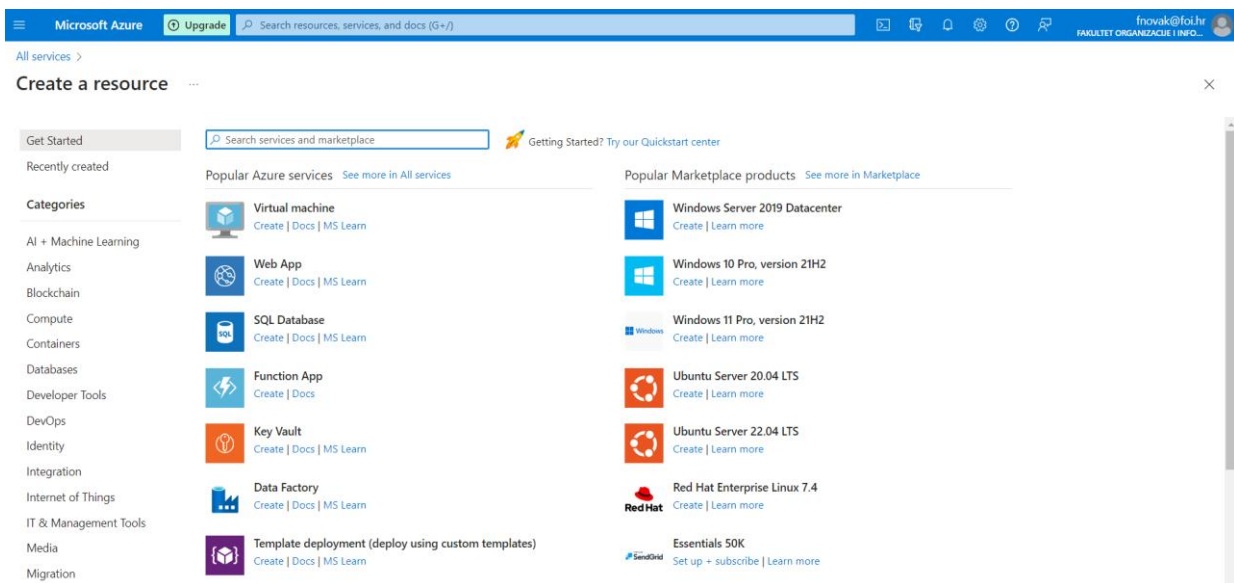 Microsoft Azure
Upgrade
Search resources, services, and docs (G+/)
fnovak@foi.hr
FAKULTET ORGANIZACIJE I INFO...
All services >
Create a resource ...
Get Started
Recently created
Categories
AI + Machine Learning
Analytics
Blockchain
Compute
Containers
Databases
Developer Tools
DevOps
Identity
Integration
Internet of Things
IT & Management Tools
Media
Migration
Search services and marketplace
Getting Started? Try our Quickstart center
Popular Azure services See more in All services
Virtual machine
Create | Docs | MS Learn
Web App
Create | Docs | MS Learn
SQL
SQL Database
Create | Docs | MS Learn
Function App
Create | Docs
Key Vault
Create | Docs | MS Learn
Data Factory
Create | Docs | MS Learn
Template deployment (deploy using custom templates)
Create | Docs | MS Learn
Popular Marketplace products See more in Marketplace
Windows Server 2019 Datacenter
Create | Learn more
Windows 10 Pro, version 21H2
Create | Learn more
Windows
Windows 11 Pro, version 21H2
Create | Learn more
Ubuntu Server 20.04 LTS
Create | Learn more
Ubuntu Server 22.04 LTS
Create | Learn more
Red Hat
Red Hat Enterprise Linux 7.4
Create | Learn more
SendGrid
Essentials 50K
Set up + subscribe | Learn more